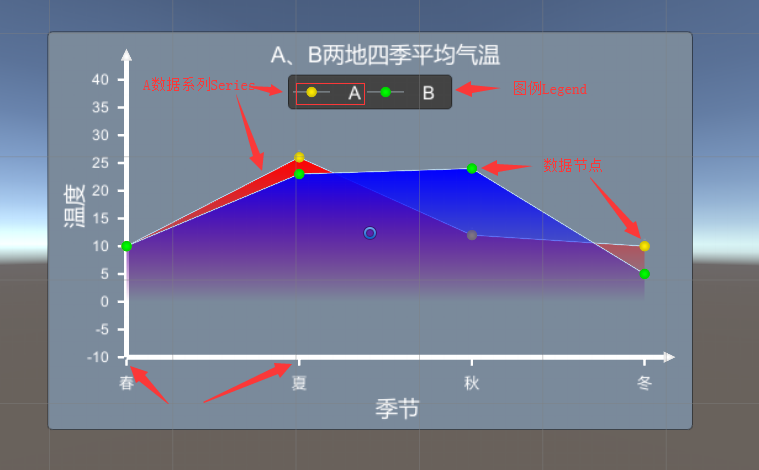 A、B两地四季平均气温
A数据系列Series
A
B
图例Legend
数据节点
温度
40
35
30
25
20
15
10
5
0
-5
-10
春
夏
秋
冬
季节